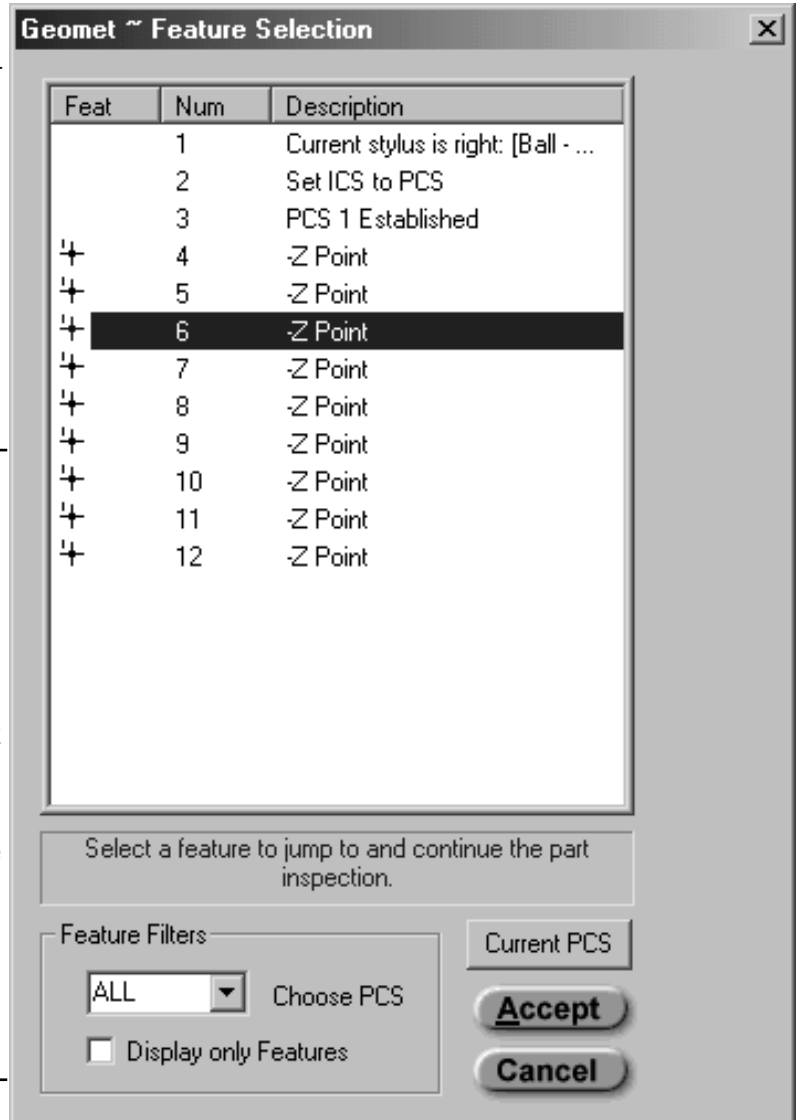 Geomet ~ Feature Selection
Feat Num Description
1 Current stylus is right: [Ball - ...
2 Set ICS to PCS
3 PCS 1 Established
4 -Z Point
5 -Z Point
6 -Z Point
7 -Z Point
8 -Z Point
9 -Z Point
10 -Z Point
11 -Z Point
12 -Z Point
Select a feature to jump to and continue the part
inspection.
Feature Filters
Current PCS
ALL Choose PCS
Accept
Display only Features
Cancel